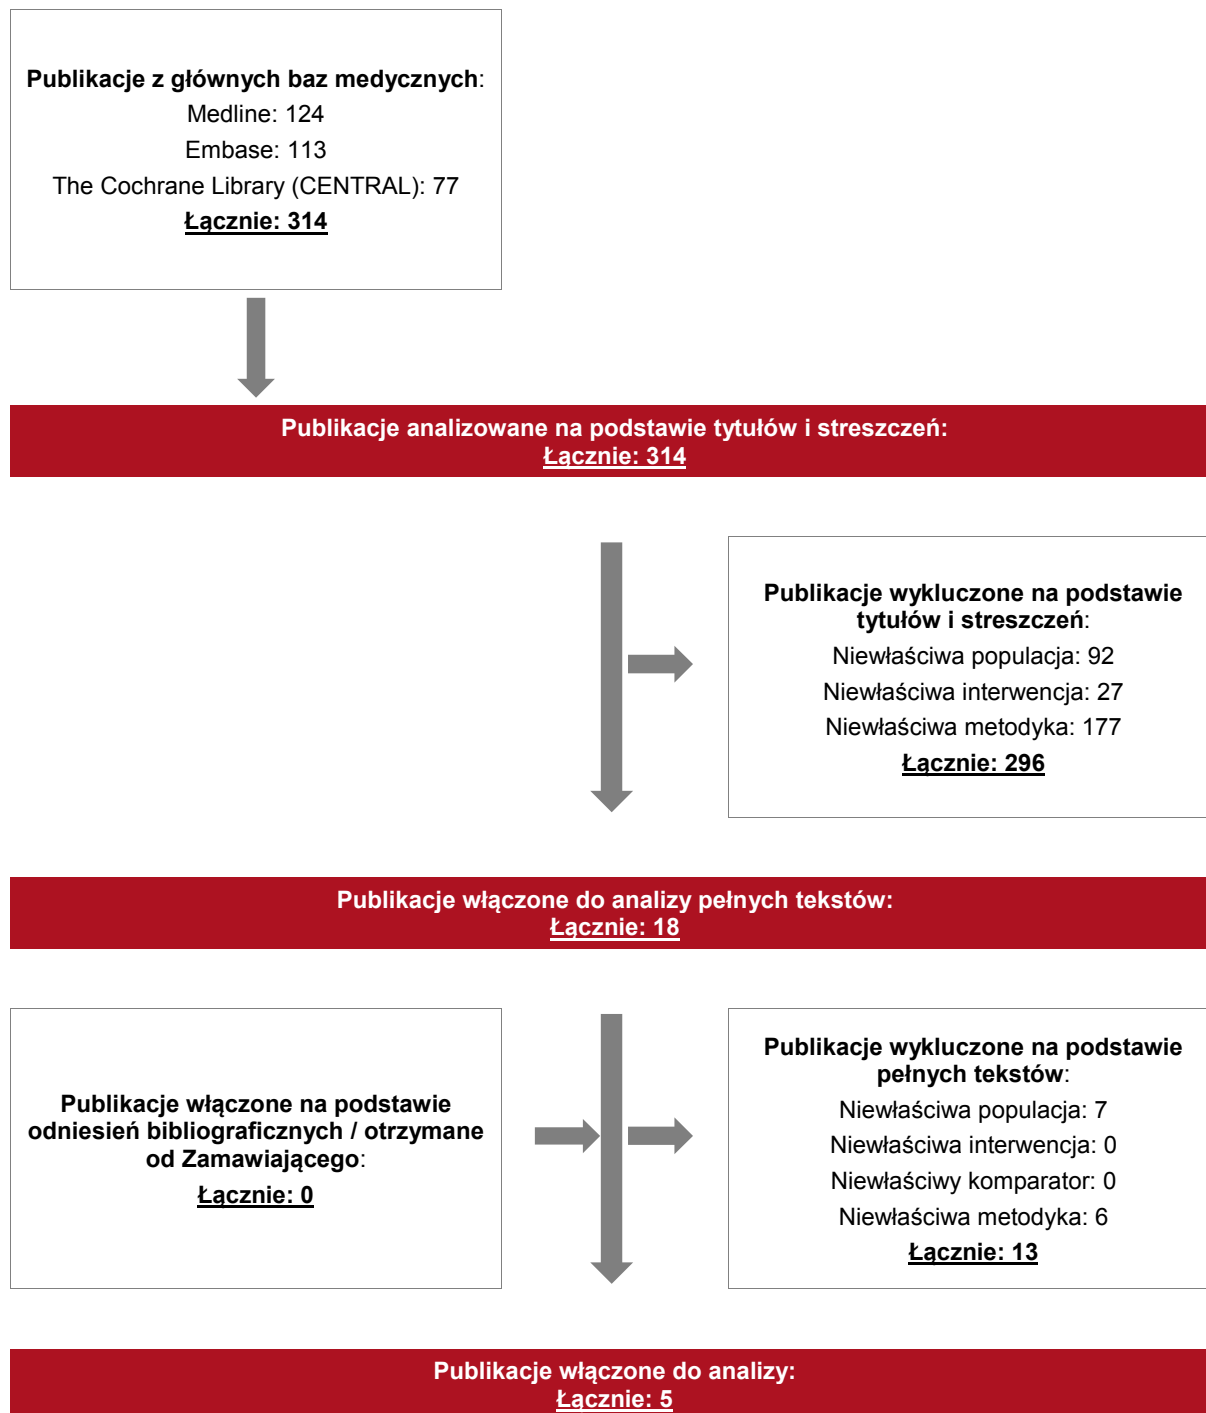 Publikacje z głównych baz medycznych:
Medline: 124
Embase: 113
The Cochrane Library (CENTRAL): 77
Łącznie: 314
Publikacje analizowane na podstawie tytułów i streszczeń:
Łącznie: 314
Publikacje wykluczone na podstawie
tytułów i streszczeń:
Niewłaściwa populacja: 92
Niewłaściwa interwencja: 27
Niewłaściwa metodyka: 177
Łącznie: 296
Publikacje włączone do analizy pełnych tekstów:
Łącznie: 18
Publikacje włączone na podstawie
odniesień bibliograficznych / otrzymane
od Zamawiającego:
Łącznie: 0
Publikacje wykluczone na podstawie
pełnych tekstów:
Niewłaściwa populacja: 7
Niewłaściwa interwencja: 0
Niewłaściwy komparator: 0
Niewłaściwa metodyka: 6
Łącznie: 13
Publikacje włączone do analizy:
Łącznie: 5